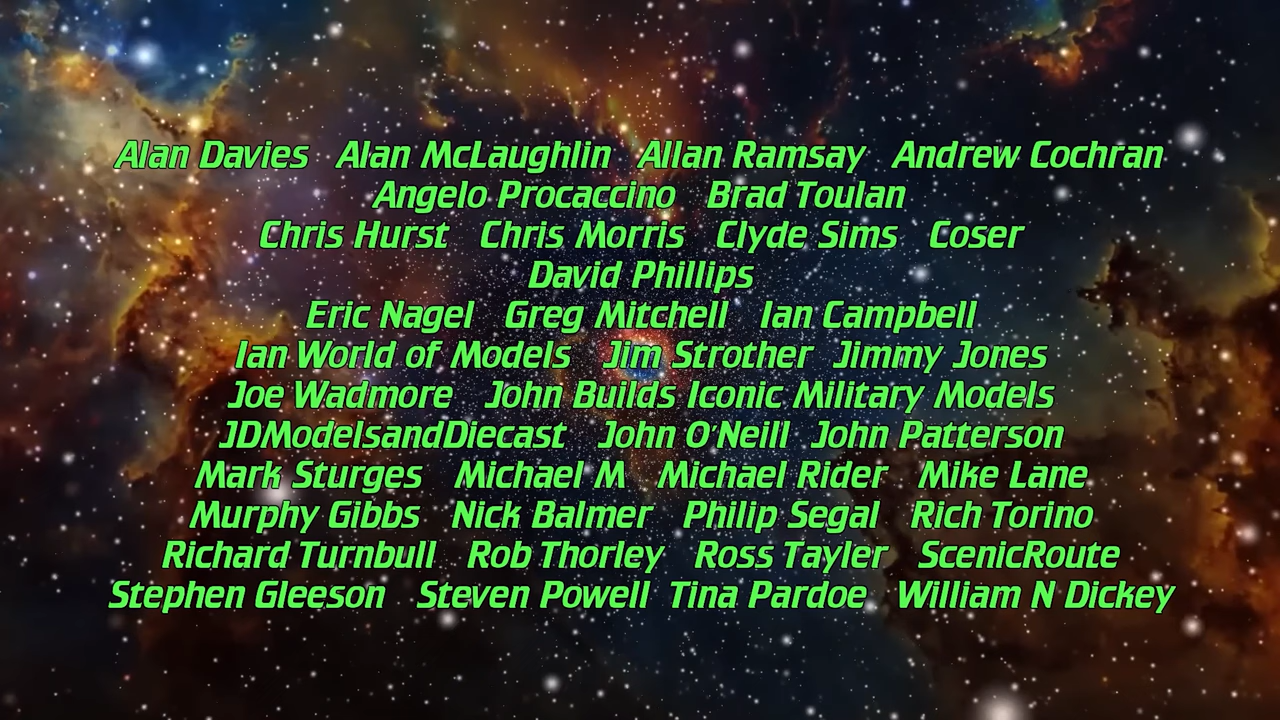 Alan Davies Alan McLaughlin Allan Ramsay Andrew Cochran
Angelo Procaccino Brad Toulan
Chris Hurst Chris Morris Clyde Sims Coser
David Phillips
Eric Nagel Greg Mitchell Ian Campbell
Ian World of Models Jim Strother Jimmy Jones
Joe Wadmore John Builds Iconic Military Models
JDModelsandDiecast John O'Neill John Patterson
Mark Sturges Michael M Michael Rider Mike Lane
Murphy Gibbs Nick Balmer Philip Segal Rich Torino
Richard Turnbull Rob Thorley Ross Tayler ScenicRoute
Stephen Gleeson Steven Powell Tina Pardoe William N Dickey